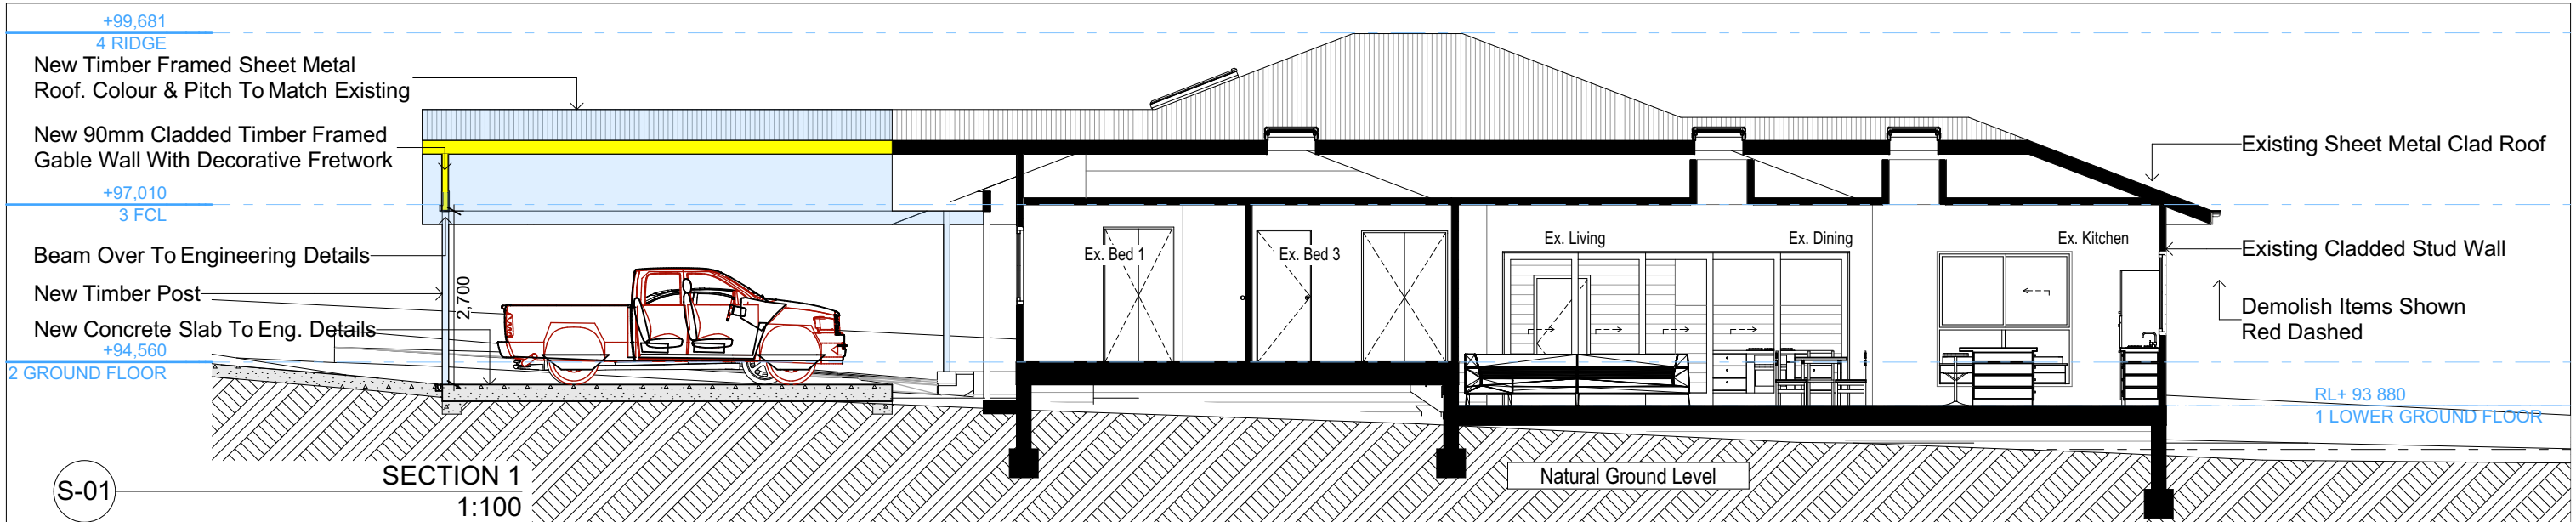 +99,681
4 RIDGE
New Timber Framed Sheet Metal
Roof. Colour & Pitch To Match Existing
New 90mm Cladded Timber Framed
Gable Wall With Decorative Fretwork
+97,010
3 FCL
Beam Over To Engineering Details
New Timber Post
New Concrete Slab To Eng. Details
+94,560
2 GROUND FLOOR
2,700
Ex. Bed 1
Ex. Bed 3
Ex. Living
Ex. Dining
Ex. Kitchen
Existing Sheet Metal Clad Roof
Existing Cladded Stud Wall
Demolish Items Shown
Red Dashed
RL+ 93 880
1 LOWER GROUND FLOOR
Natural Ground Level
S-01
SECTION 1
1:100